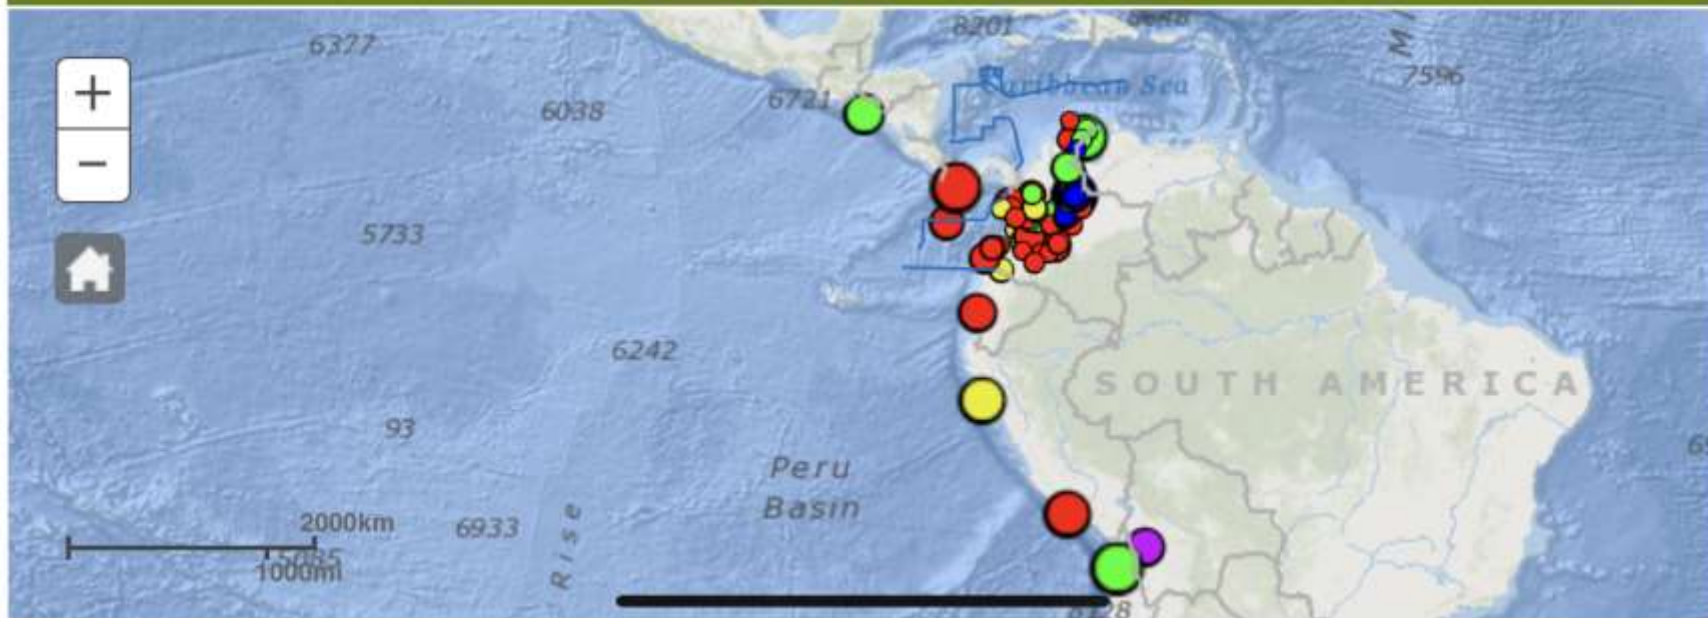 8201
6377
7596
Caribbean Sea
6721
6038
5733
6242
SOUTH AMERICA
93
Peru
Basin
2000km
6933
Rise
1000mi